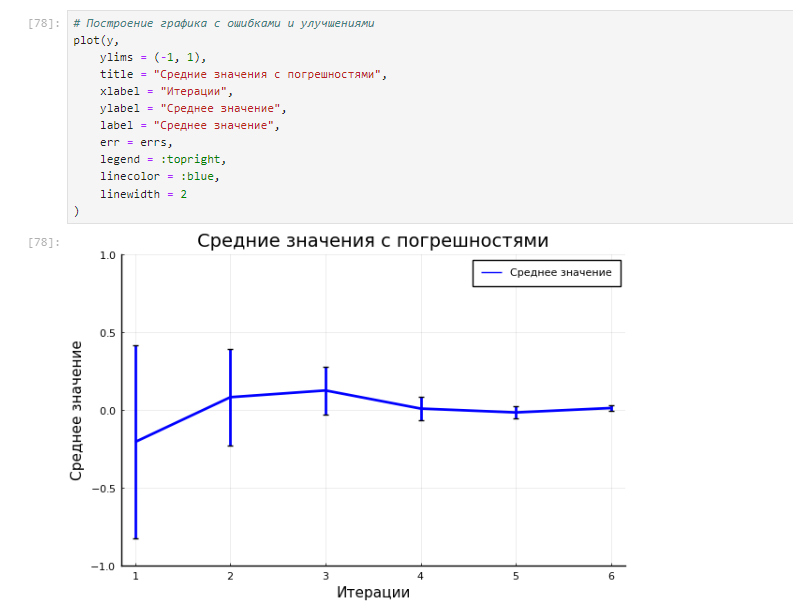 [78]: # Построение графика с ошибками и улучшениями
plot(y,
ylims = (-1, 1),
title = "Средние значения с погрешностями",
xlabel = "Итерации",
ylabel = "Среднее значение",
label = "Среднее значение",
err = errs,
legend = :topright,
linecolor = :blue,
linewidth = 2
)
[78]:
Средние значения с погрешностями
Среднее значение
1.0
0.5
0.0
−0.5
−1.0
Среднее значение
1 2 3 4 5 6
Итерации